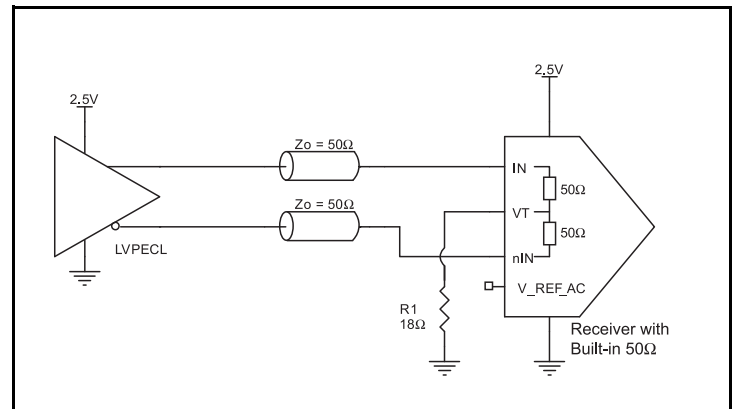 2.5V
2.5V
Zo = 50Ω
IN
50Ω
VT
Zo = 50Ω
50Ω
LVPECL
nIN
V_REF_AC
R1
18Ω
Receiver with
Built-in 50Ω